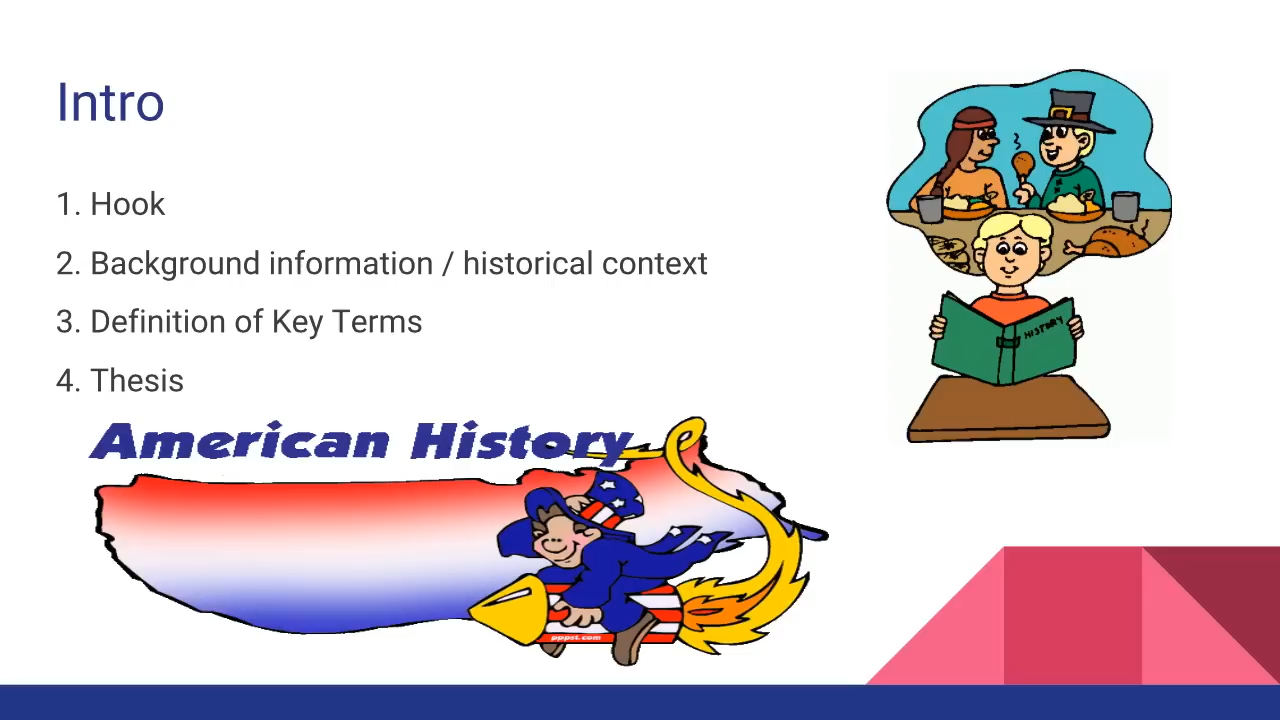 Intro
1. Hook
2. Background information / historical context
3. Definition of Key Terms
4. Thesis
American History
pppst.com
HISTORY